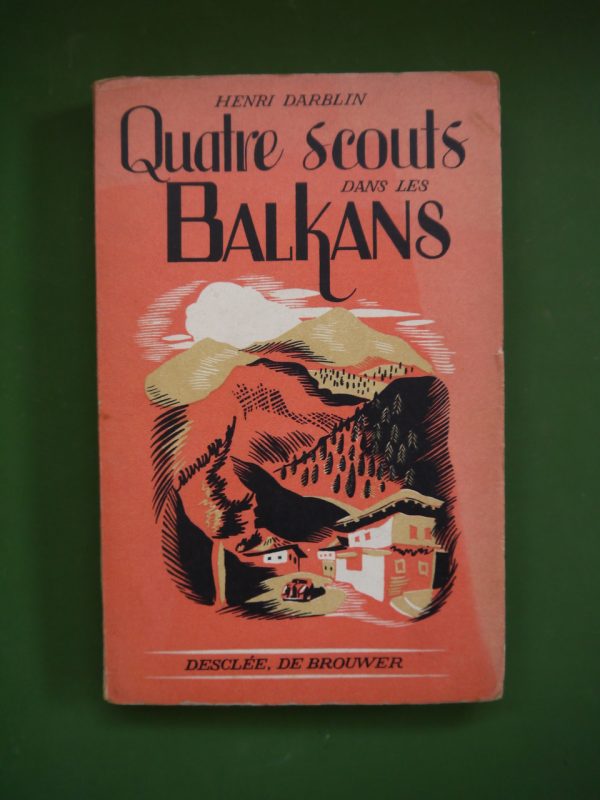 HENRI DARBLIN
Quatre scouts
DANS LES
BALKANS
DESCLÉE, DE BROUWER